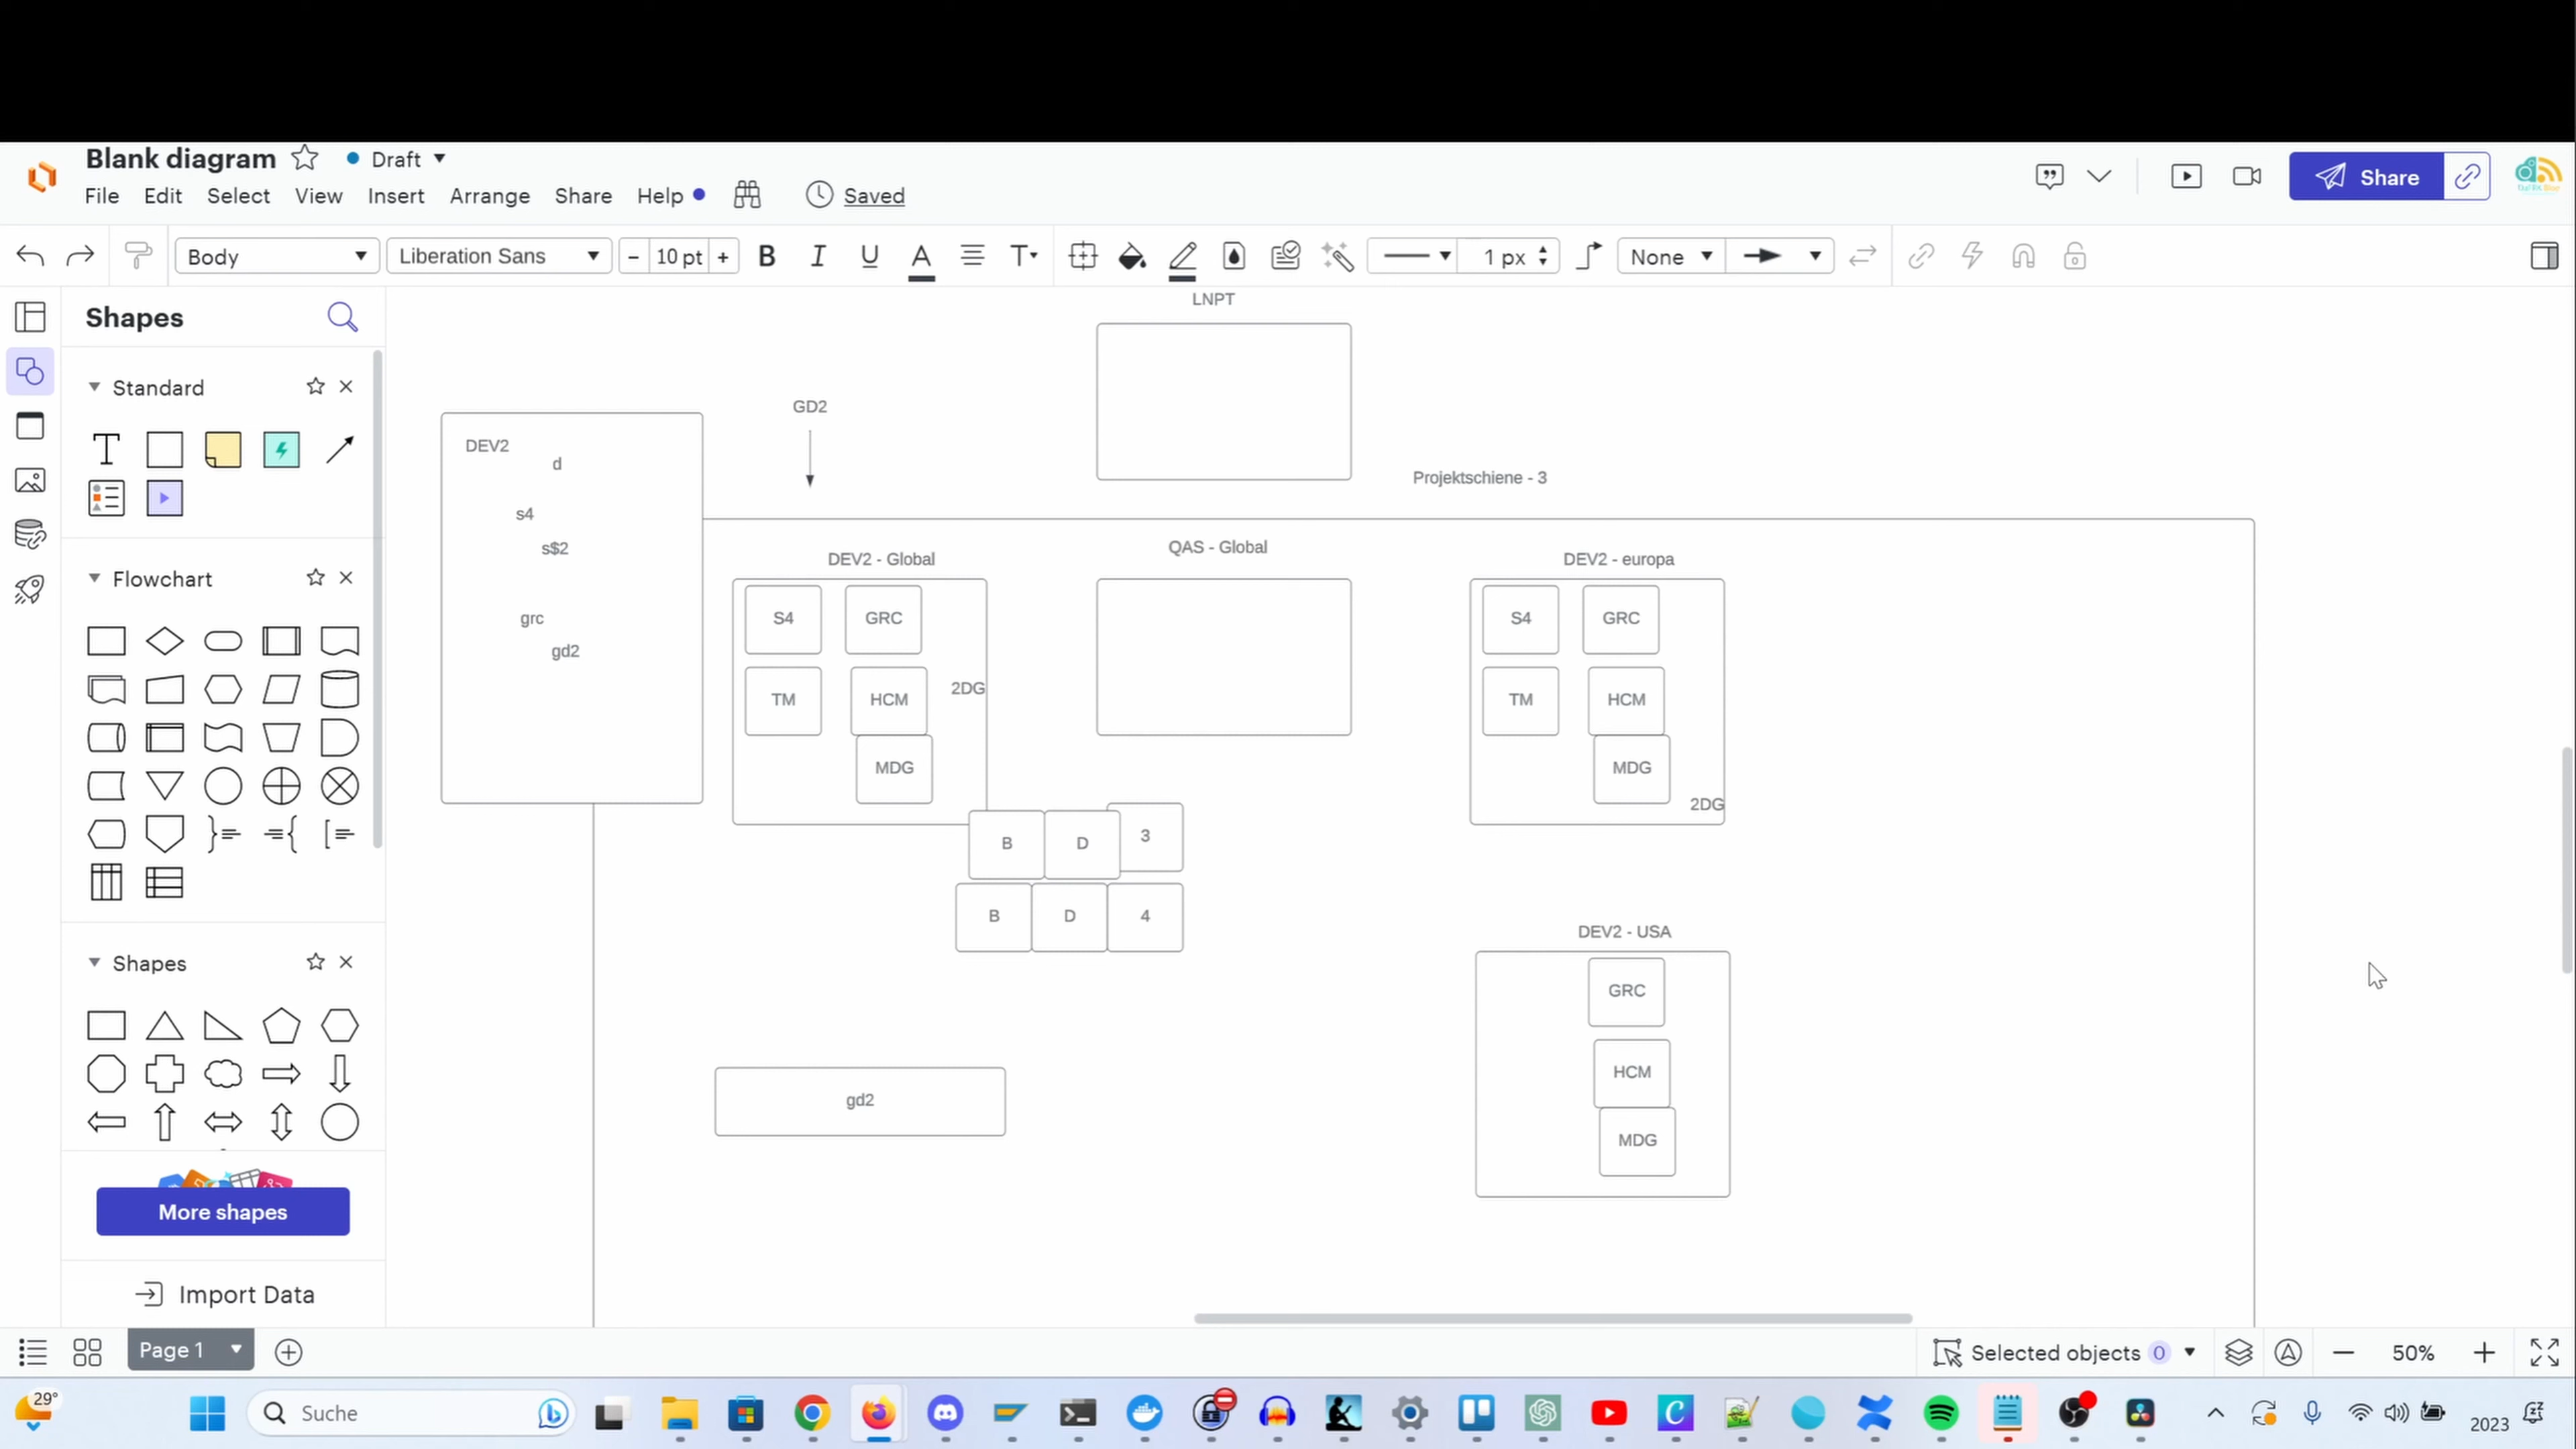 Blank diagram
Draft
File Edit Select View Insert Arrange Share Help
Saved
Share
Body
Liberation Sans
10 pt
B I U A T
1 px
None
Shapes
Standard
Flowchart
Shapes
More shapes
Import Data
LNPT
GD2
Projektschiene - 3
DEV2
d
s4
s$2
grc
gd2
DEV2 - Global
S4 GRC
TM HCM
2DG
MDG
QAS - Global
DEV2 - europa
S4 GRC
TM HCM
MDG
2DG
B D 3
B D 4
DEV2 - USA
GRC
HCM
MDG
gd2
Page 1
Selected objects 0
50%
29°
Suche
2023